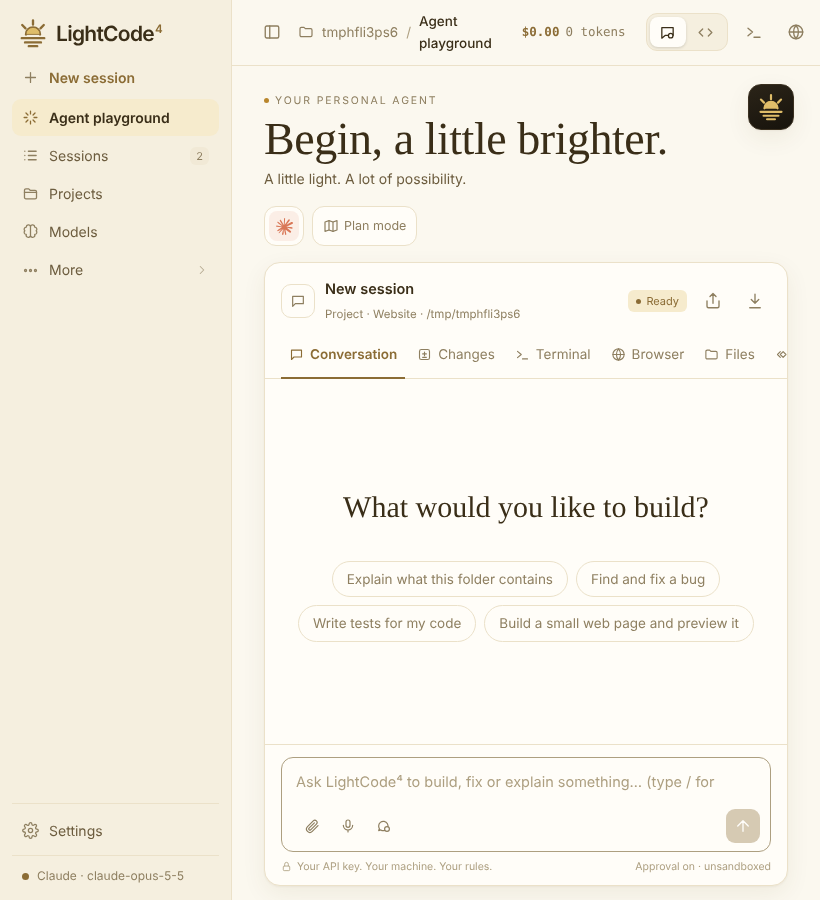 LightCode⁴
New session
Agent playground
Sessions 2
Projects
Models
More
Settings
Claude · claude-opus-5-5
tmphfli3ps6 / Agent playground
$0.00 0 tokens
YOUR PERSONAL AGENT
Begin, a little brighter.
A little light. A lot of possibility.
Plan mode
New session
Project · Website · /tmp/tmphfli3ps6
Ready
Conversation Changes Terminal Browser Files
What would you like to build?
Explain what this folder contains
Find and fix a bug
Write tests for my code
Build a small web page and preview it
Ask LightCode⁴ to build, fix or explain something... (type / for
Your API key. Your machine. Your rules.
Approval on · unsandboxed